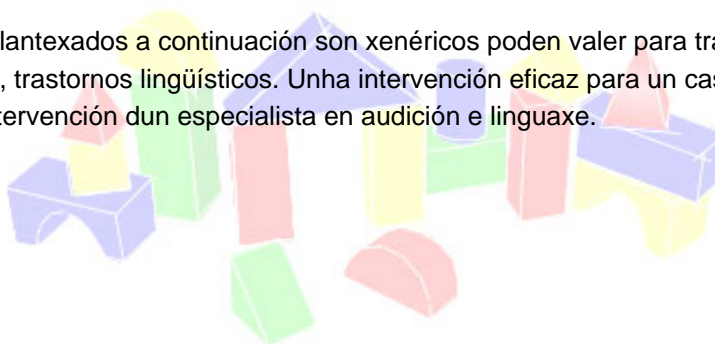 lantexados a continuación son xenéricos poden valer para tra
, trastornos lingüísticos. Unha intervención eficaz para un cas
tervención dun especialista en audición e linguaxe.